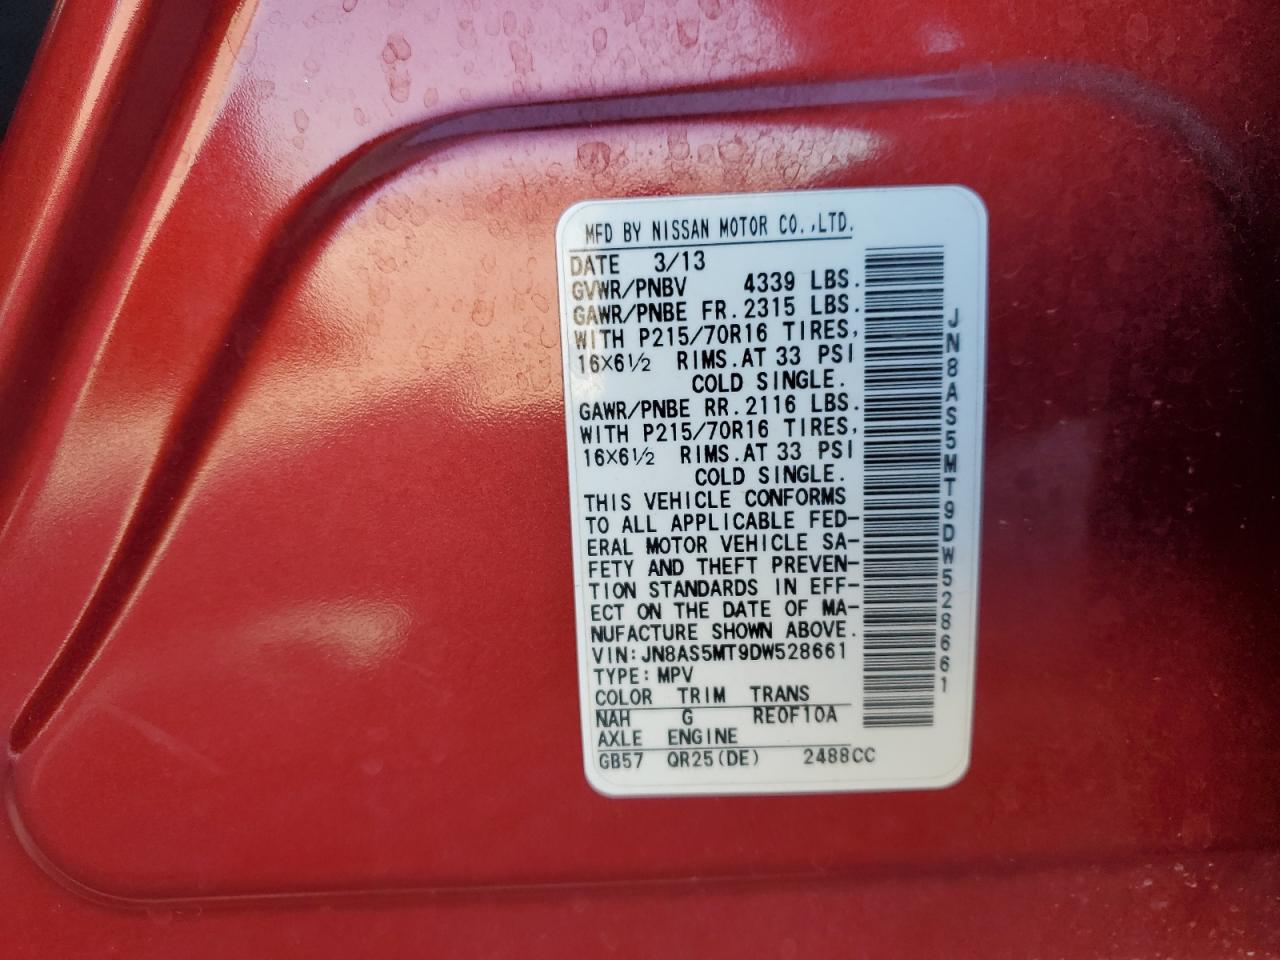 MFD BY NISSAN MOTOR CO.,LTD.
DATE 3/13
GVWR/PNBV 4339 LBS.
GAWR/PNBE FR.2315 LBS.
WITH P215/70R16 TIRES,
16×6½ RIMS.AT 33 PSI
COLD SINGLE.
GAWR/PNBE RR.2116 LBS.
WITH P215/70R16 TIRES,
16×6½ RIMS.AT 33 PSI
COLD SINGLE.
THIS VEHICLE CONFORMS
TO ALL APPLICABLE FED-
ERAL MOTOR VEHICLE SA-
FETY AND THEFT PREVEN-
TION STANDARDS IN EFF-
ECT ON THE DATE OF MA-
NUFACTURE SHOWN ABOVE.
VIN:JN8AS5MT9DW528661
TYPE:MPV
COLOR TRIM TRANS
NAH G RE0F10A
AXLE ENGINE
GB57 QR25(DE) 2488CC
JN8AS5MT9DW528661